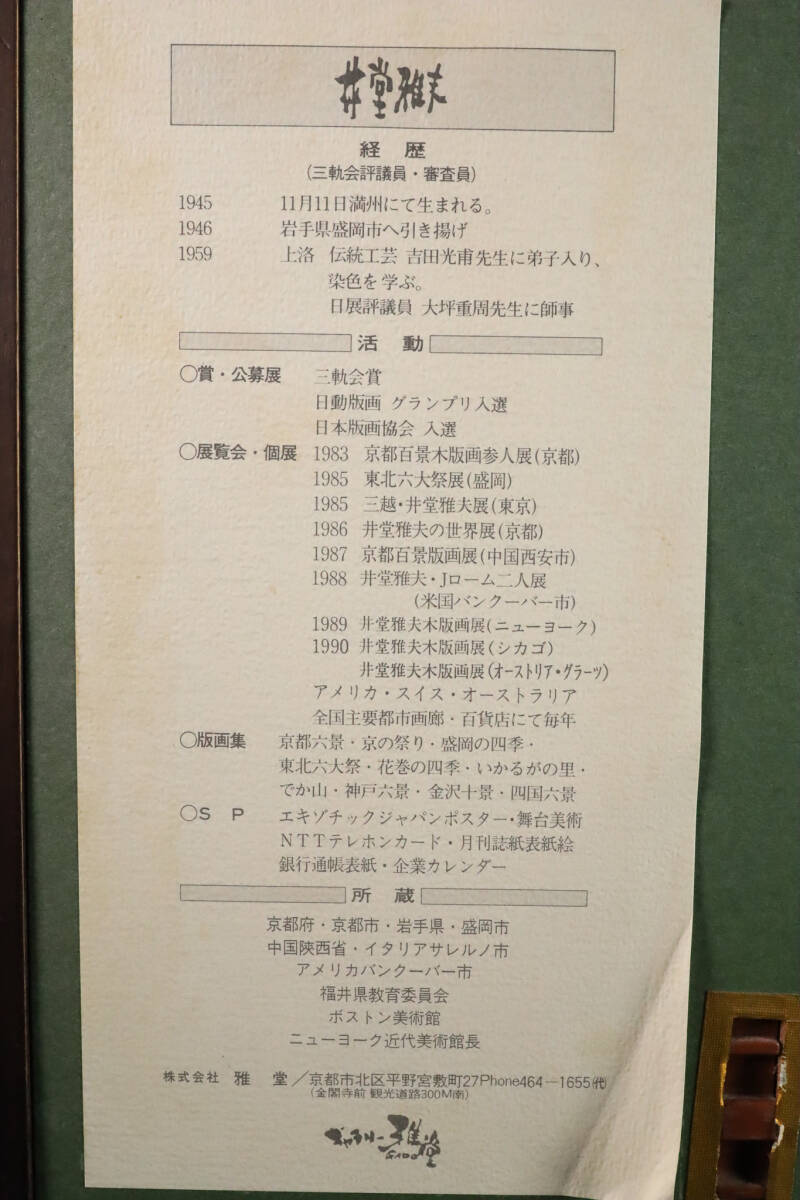 井堂雅夫
経 歴
(三軌会評議員・審査員)
1945 11月11日満州にて生まれる。
1946 岩手県盛岡市へ引き揚げ
1959 上洛 伝統工芸 吉田光甫先生に弟子入り、
染色を学ぶ。
日展評議員 大坪重周先生に師事
活 動
○賞・公募展 三軌会賞
日動版画 グランプリ入選
日本版画協会 入選
○展覧会・個展 1983 京都百景木版画参人展(京都)
1985 東北六大祭展(盛岡)
1985 三越・井堂雅夫展(東京)
1986 井堂雅夫の世界展(京都)
1987 京都百景版画展(中国西安市)
1988 井堂雅夫・Jローム二人展
(米国バンクーバー市)
1989 井堂雅夫木版画展(ニューヨーク)
1990 井堂雅夫木版画展(シカゴ)
井堂雅夫木版画展(オーストリア・グラーツ)
アメリカ・スイス・オーストラリア
全国主要都市画廊・百貨店にて毎年
○版画集 京都六景・京の祭り・盛岡の四季・
東北六大祭・花巻の四季・いかるがの里・
でか山・神戸六景・金沢十景・四国六景
○S P エキゾチックジャパンポスター・舞台美術
NTTテレホンカード・月刊誌紙表紙絵
銀行通帳表紙・企業カレンダー
所 蔵
京都府・京都市・岩手県・盛岡市
中国陝西省・イタリアサレルノ市
アメリカバンクーバー市
福井県教育委員会
ボストン美術館
ニューヨーク近代美術館長
株式会社 雅 堂/京都市北区平野宮敷町27Phone464-1655(代)
(金閣寺前 観光道路300M南)
ギャラリー雅堂
GADO